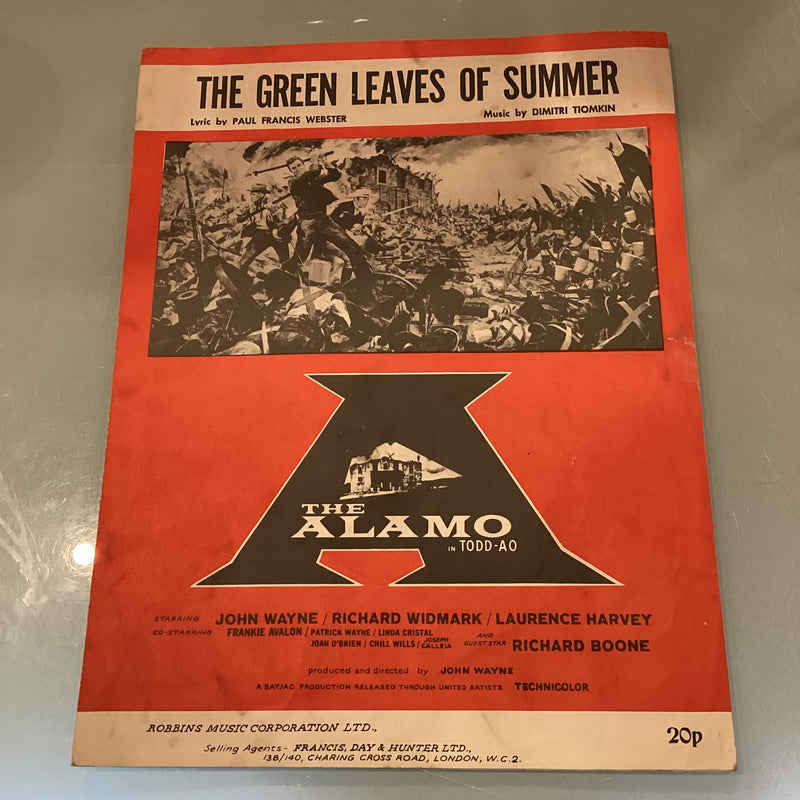 THE GREEN LEAVES OF SUMMER
Lyric by PAUL FRANCIS WEBSTER Music by DIMITRI TIOMKIN
THE
ALAMO
IN TODD-AO
STARRING JOHN WAYNE / RICHARD WIDMARK / LAURENCE HARVEY
CO-STARRING FRANKIE AVALON / PATRICK WAYNE / LINDA CRISTAL
JOAN O'BRIEN / CHILL WILLS / JOSEPH CALLEIA AND GUEST STAR RICHARD BOONE
produced and directed by JOHN WAYNE
A BATJAC PRODUCTION RELEASED THROUGH UNITED ARTISTS TECHNICOLOR
ROBBINS MUSIC CORPORATION LTD.,
Selling Agents- FRANCIS, DAY & HUNTER LTD.,
138/140, CHARING CROSS ROAD, LONDON, W.C.2.
20p